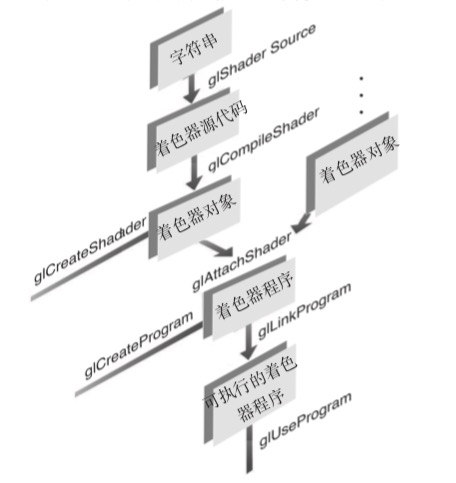 字符串
glShader Source
着色器源代码
glCompileShader
着色器对象
着色器对象
glCreateShader
glAttachShader
着色器程序
glCreateProgram
glLinkProgram
可执行的着色
器程序
glUseProgram